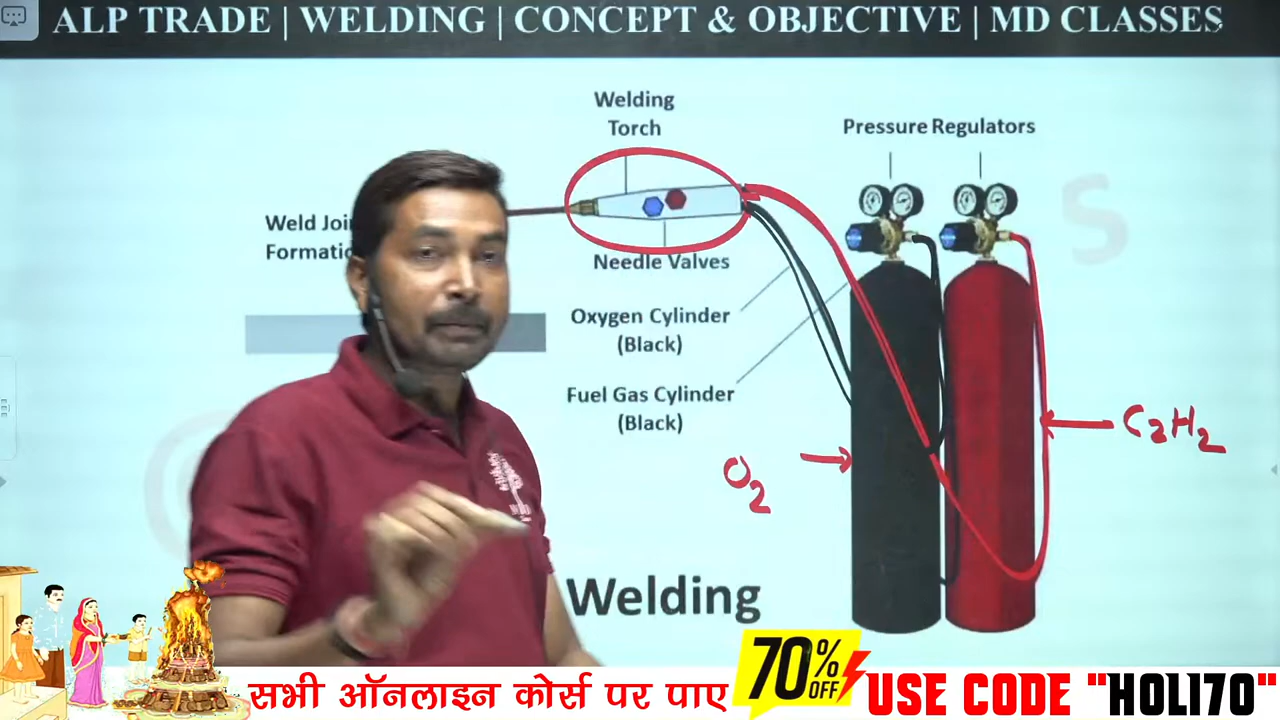 ALP TRADE | WELDING | CONCEPT & OBJECTIVE | MD CLASSES
Welding
Torch
Pressure Regulators
Weld Joi
Formatio
Needle Valves
Oxygen Cylinder
(Black)
Fuel Gas Cylinder
(Black)
C2H2
O2
S
Welding
सभी ऑनलाइन कोर्स पर पाए
70% OFF
USE CODE "HOLI70"